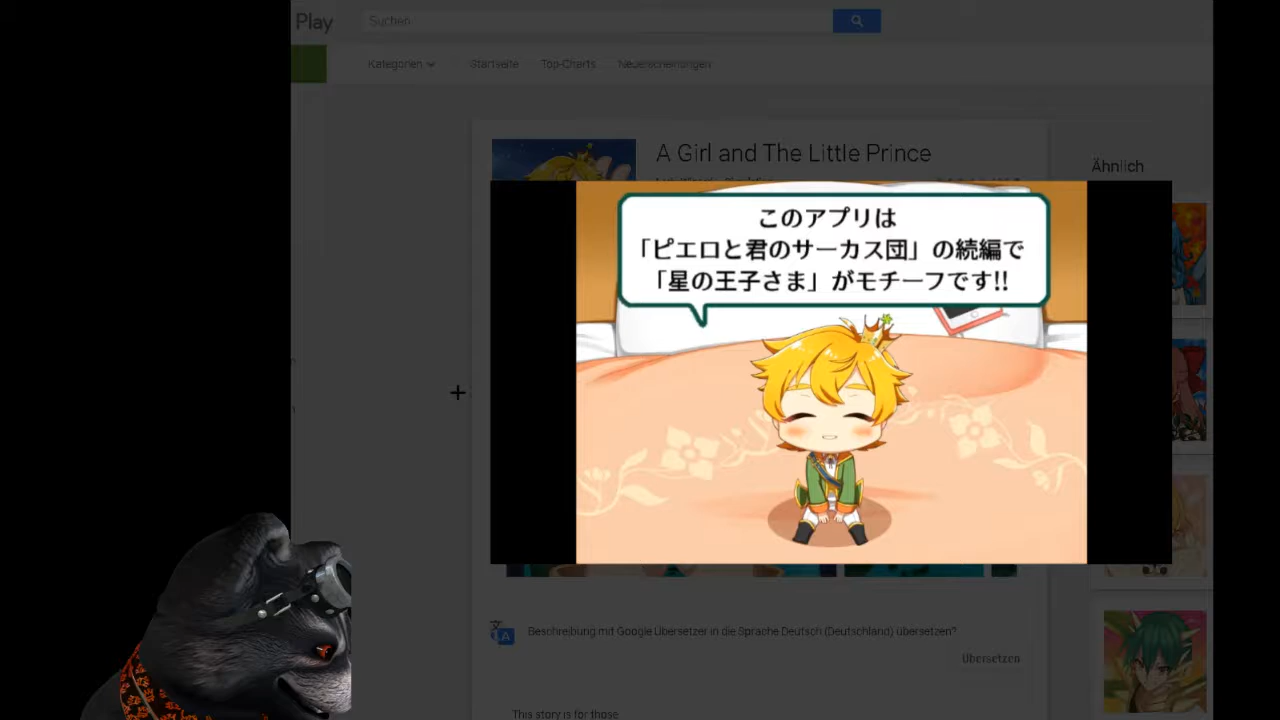 Play
Suchen
Kategorien
Startseite
Top-Charts
Neuerscheinungen
A Girl and The Little Prince
Ähnlich
このアプリは
「ピエロと君のサーカス団」の続編で
「星の王子さま」がモチーフです!!
Beschreibung mit Google Übersetzer in die Sprache Deutsch (Deutschland) übersetzen?
Übersetzen
This story is for those